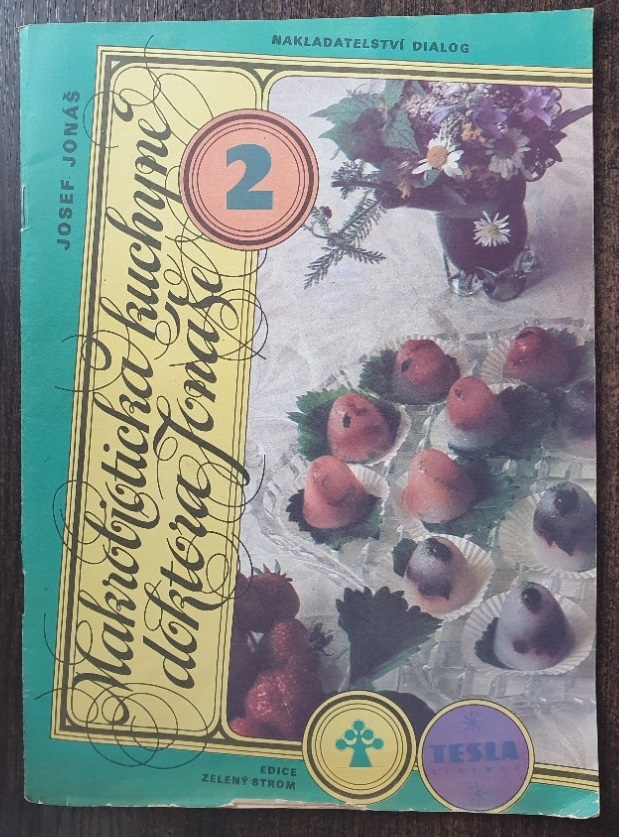 NAKLADATELSTVÍ DIALOG
JOSEF JONÁŠ
Makrobiotická kuchyně
doktora Jonáše
2
EDICE
ZELENÝ STROM
TESLA